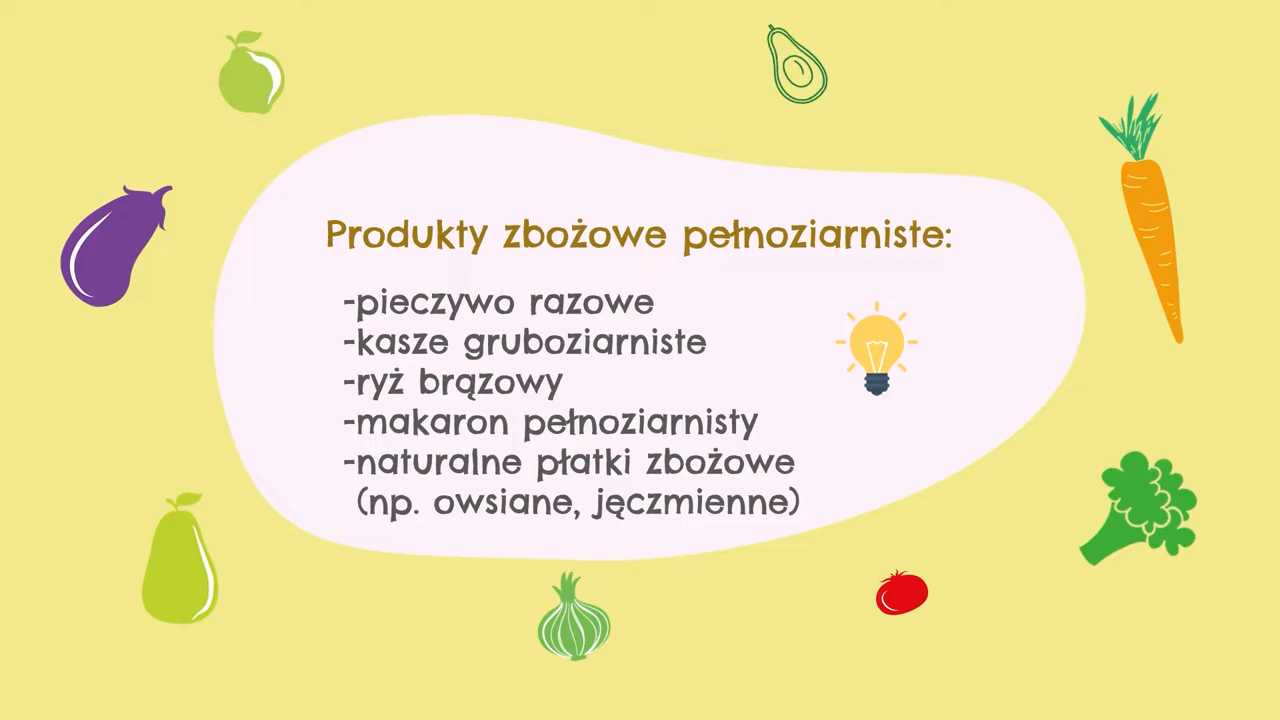 Produkty zbożowe pełnoziarniste:
-pieczywo razowe
-kasze gruboziarniste
-ryż brązowy
-makaron pełnoziarnisty
-naturalne płatki zbożowe
(np. owsiane, jęczmienne)